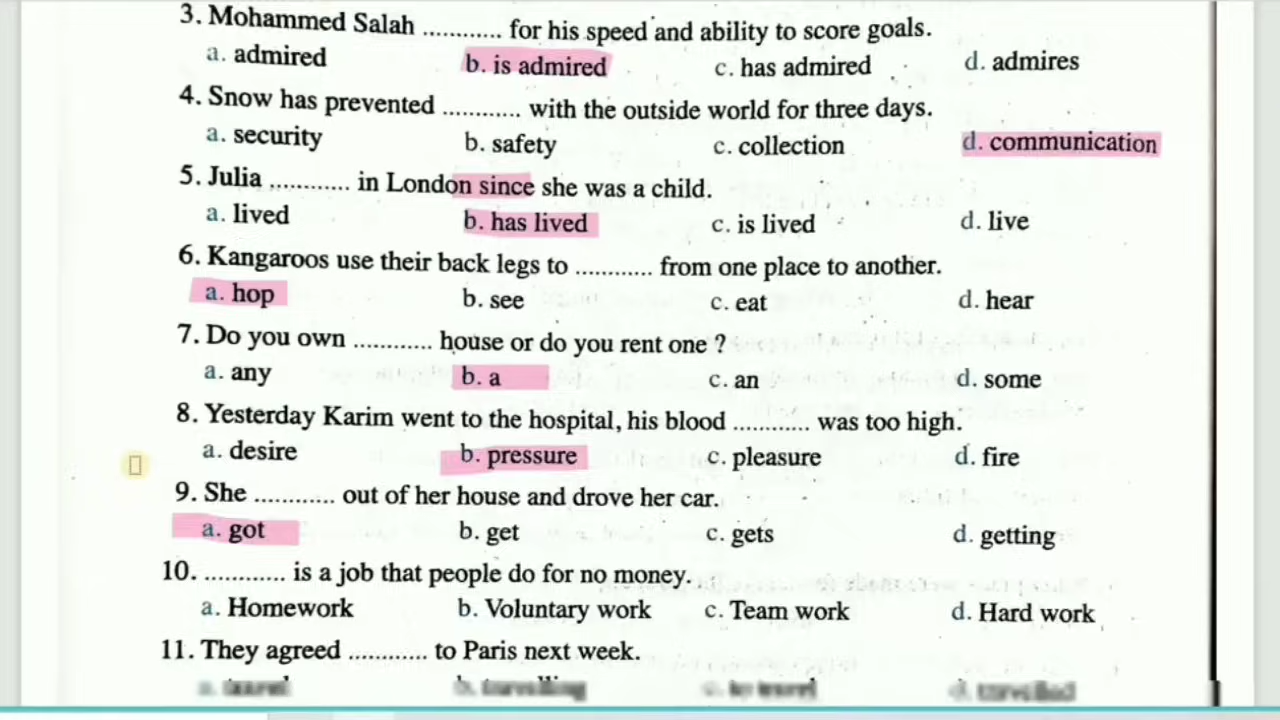 3. Mohammed Salah ............ for his speed and ability to score goals.
a. admired b. is admired c. has admired d. admires
4. Snow has prevented ............ with the outside world for three days.
a. security b. safety c. collection d. communication
5. Julia ............ in London since she was a child.
a. lived b. has lived c. is lived d. live
6. Kangaroos use their back legs to ............ from one place to another.
a. hop b. see c. eat d. hear
7. Do you own ............ house or do you rent one ?
a. any b. a c. an d. some
8. Yesterday Karim went to the hospital, his blood ............ was too high.
a. desire b. pressure c. pleasure d. fire
9. She ............ out of her house and drove her car.
a. got b. get c. gets d. getting
10. ............ is a job that people do for no money.
a. Homework b. Voluntary work c. Team work d. Hard work
11. They agreed ............ to Paris next week.